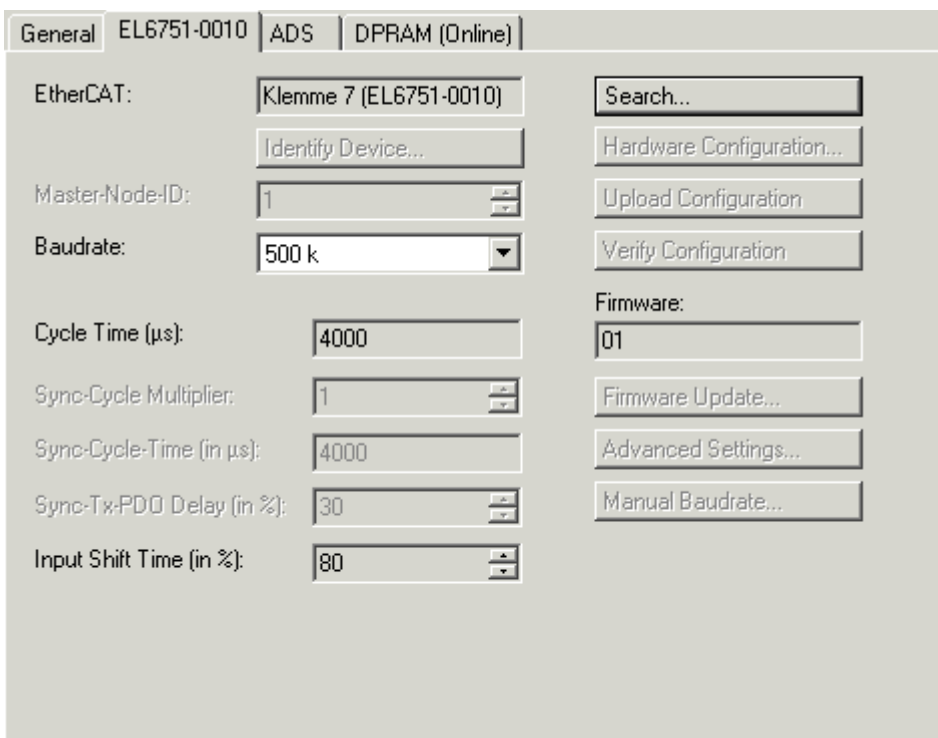 General EL6751-0010 ADS DPRAM (Online)
EtherCAT: Klemme 7 (EL6751-0010) Search...
Identify Device... Hardware Configuration...
Master-Node-ID: 1 Upload Configuration
Baudrate: 500 k Verify Configuration
Firmware:
Cycle Time (µs): 4000 01
Sync-Cycle Multiplier: 1 Firmware Update...
Sync-Cycle-Time (in µs): 4000 Advanced Settings...
Sync-Tx-PDO Delay (in %): 30 Manual Baudrate...
Input Shift Time (in %): 80